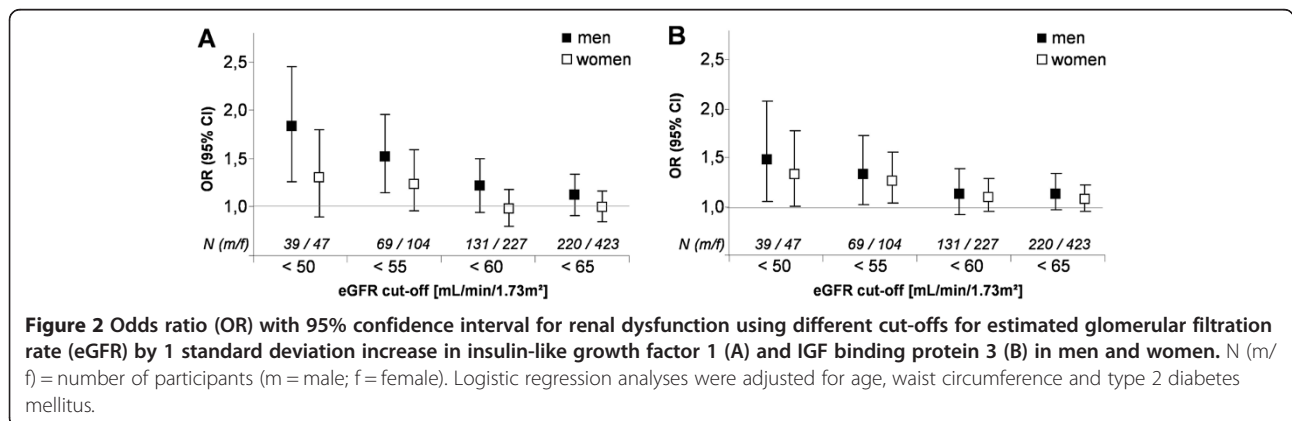 A
■ men
□ women
2,5
2,0
1,5
1,0
OR (95% CI)
N (m/f) 39 / 47 69 / 104 131 / 227 220 / 423
< 50 < 55 < 60 < 65
eGFR cut-off [mL/min/1.73m²]
B
■ men
□ women
2,5
2,0
1,5
1,0
OR (95% CI)
N (m/f) 39 / 47 69 / 104 131 / 227 220 / 423
< 50 < 55 < 60 < 65
eGFR cut-off [mL/min/1.73m²]
Figure 2 Odds ratio (OR) with 95% confidence interval for renal dysfunction using different cut-offs for estimated glomerular filtration
rate (eGFR) by 1 standard deviation increase in insulin-like growth factor 1 (A) and IGF binding protein 3 (B) in men and women. N (m/
f) = number of participants (m = male; f = female). Logistic regression analyses were adjusted for age, waist circumference and type 2 diabetes
mellitus.